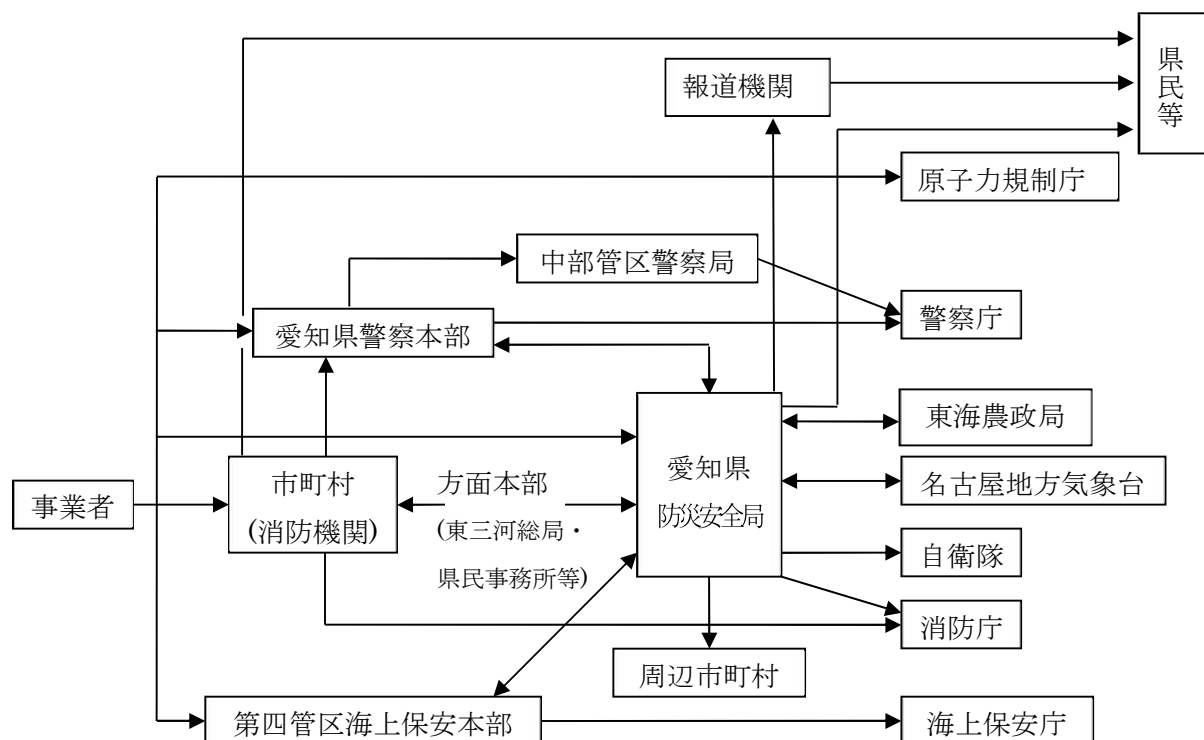 県民等
報道機関
原子力規制庁
中部管区警察局
警察庁
愛知県警察本部
東海農政局
愛知県
防災安全局
市町村
(消防機関)
方面本部
(東三河総局・
県民事務所等)
名古屋地方気象台
事業者
自衛隊
消防庁
周辺市町村
第四管区海上保安本部
海上保安庁